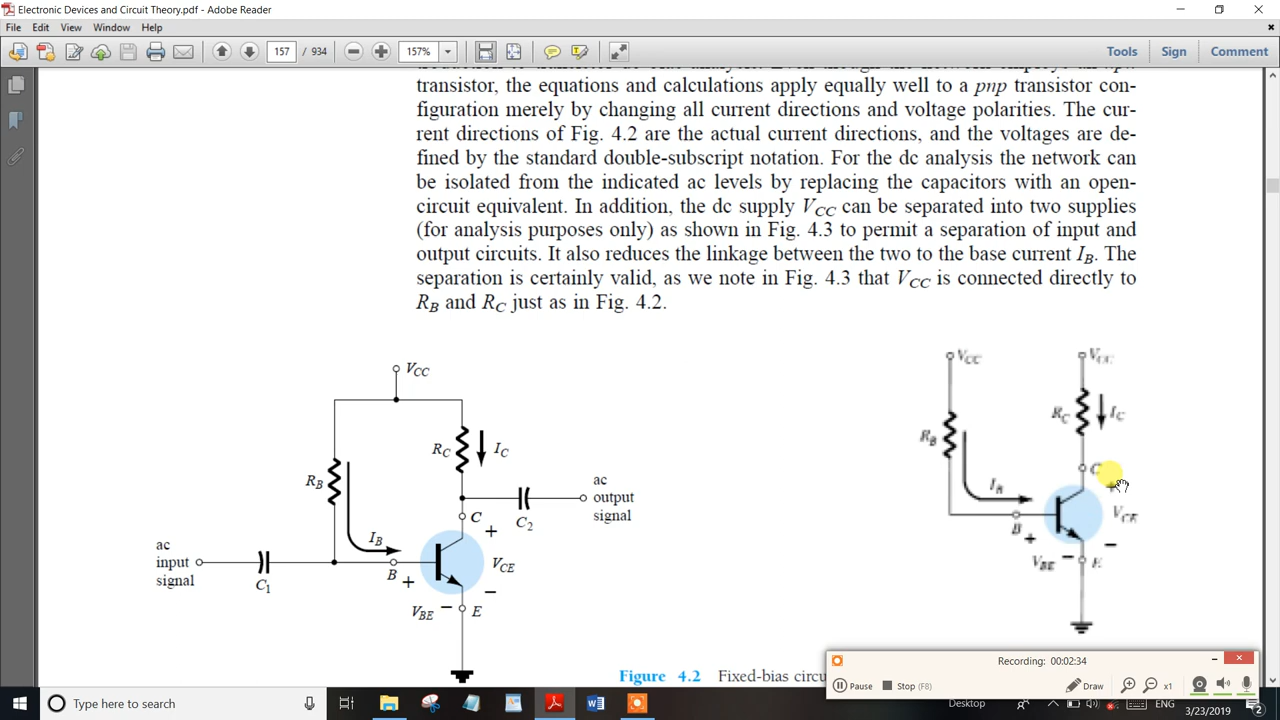 Electronic Devices and Circuit Theory.pdf - Adobe Reader
File Edit View Window Help
157 / 934 157% Tools Sign Comment
transistor, the equations and calculations apply equally well to a pnp transistor con-
figuration merely by changing all current directions and voltage polarities. The cur-
rent directions of Fig. 4.2 are the actual current directions, and the voltages are de-
fined by the standard double-subscript notation. For the dc analysis the network can
be isolated from the indicated ac levels by replacing the capacitors with an open-
circuit equivalent. In addition, the dc supply VCC can be separated into two supplies
(for analysis purposes only) as shown in Fig. 4.3 to permit a separation of input and
output circuits. It also reduces the linkage between the two to the base current IB. The
separation is certainly valid, as we note in Fig. 4.3 that VCC is connected directly to
RB and RC just as in Fig. 4.2.
VCC
RC IC
RB
ac
output
signal
C2
C
+
IB
ac
input
signal
C1
B +
VCE
−
VBE − E
VCC VCC
RC IC
RB
C
+
IB
B +
VCE
−
VBE − E
Figure 4.2 Fixed-bias circu
Recording: 00:02:34
Pause Stop (F8) Draw x1
Type here to search
Desktop ENG
3/23/2019
2